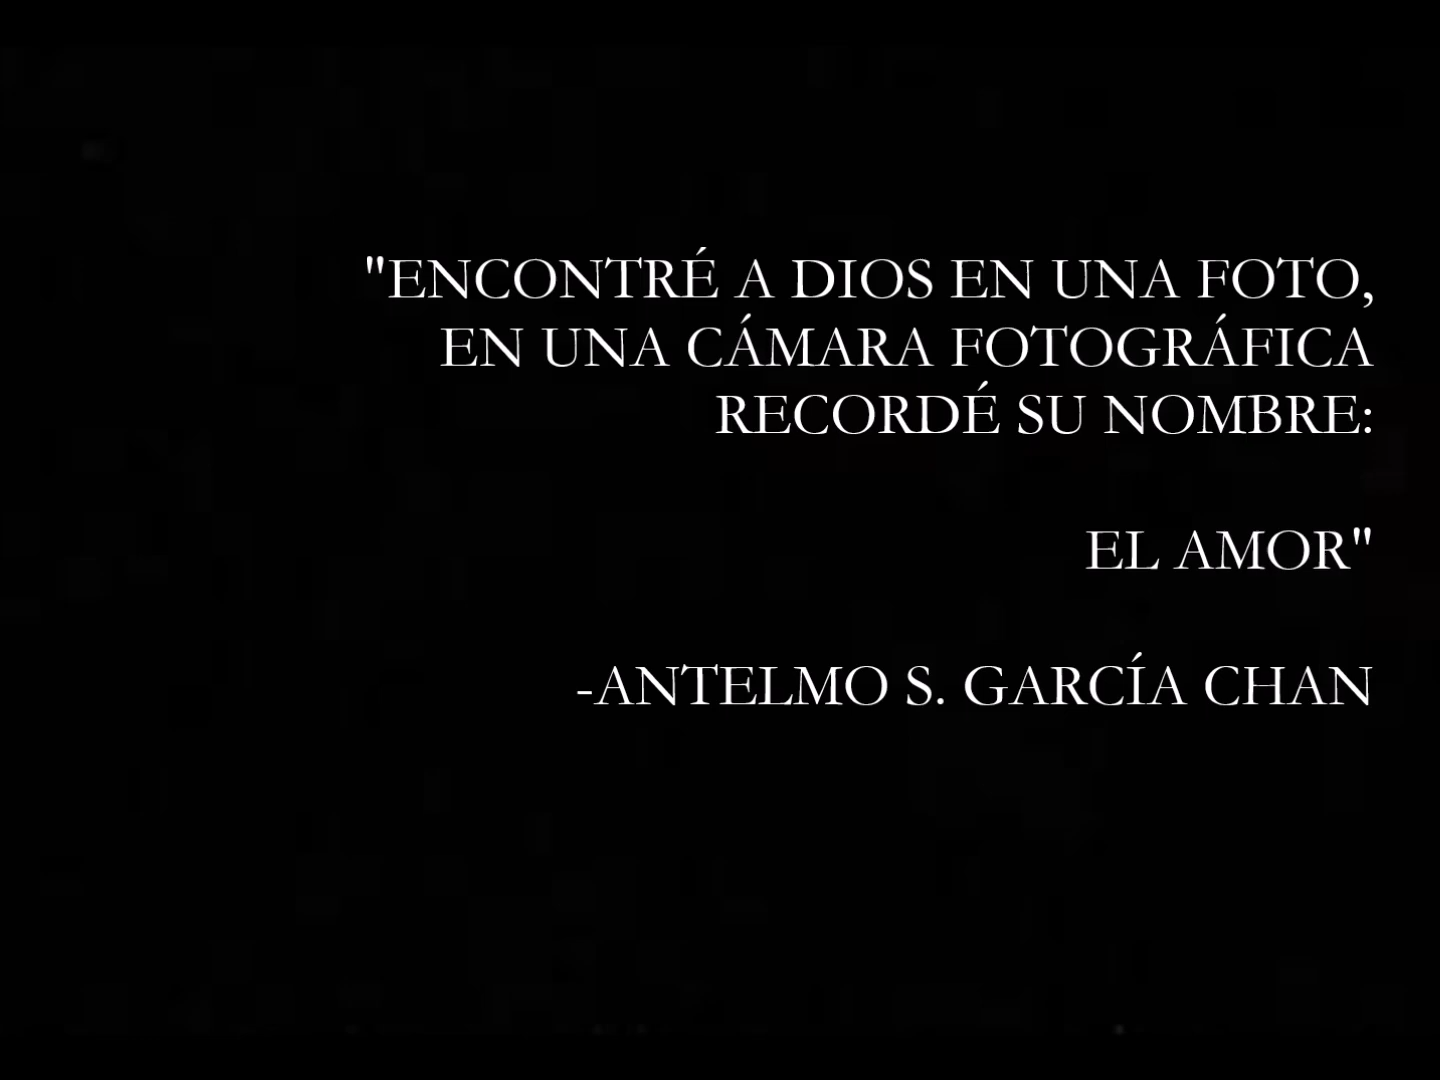 "ENCONTRÉ A DIOS EN UNA FOTO,
EN UNA CÁMARA FOTOGRÁFICA
RECORDÉ SU NOMBRE:
EL AMOR"
-ANTELMO S. GARCÍA CHAN